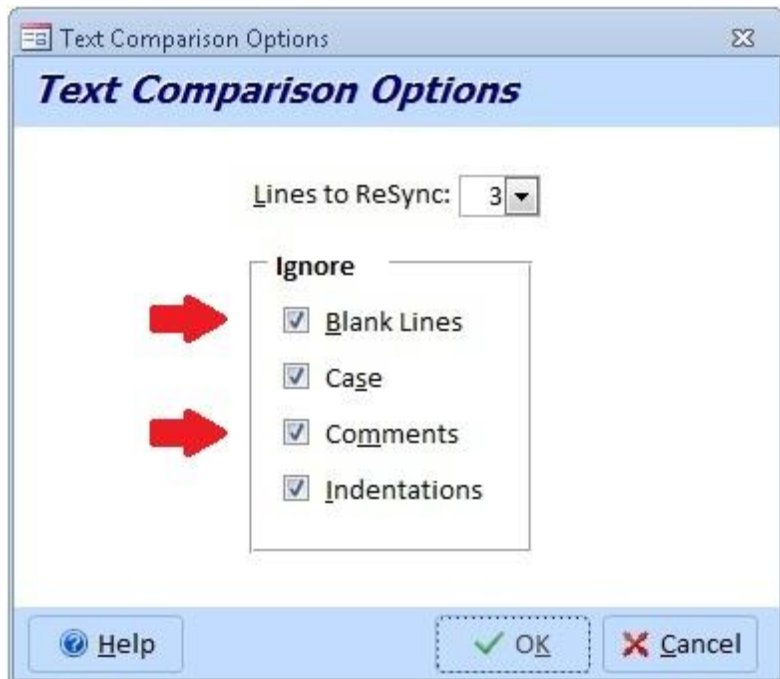 Text Comparison Options
Text Comparison Options
Lines to ReSync: 3
Ignore
Blank Lines
Case
Comments
Indentations
Help
OK
Cancel